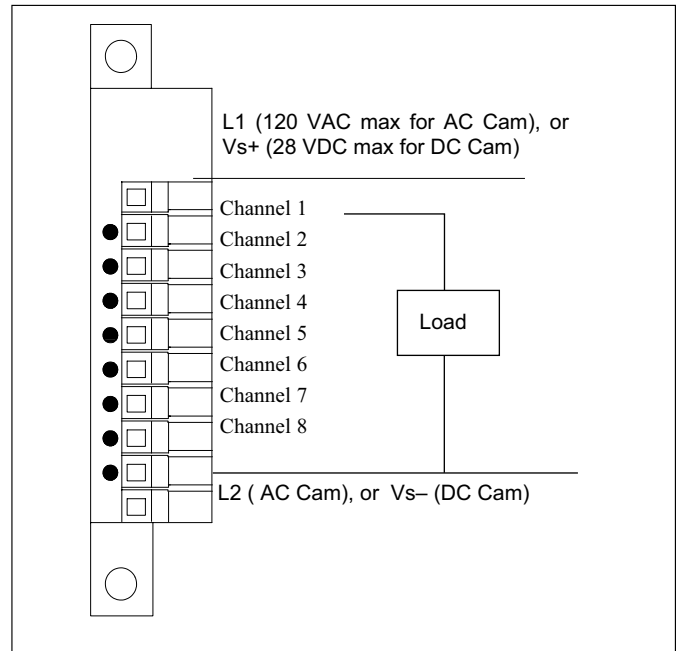 L1 (120 VAC max for AC Cam), or
Vs+ (28 VDC max for DC Cam)
Channel 1
Channel 2
Channel 3
Channel 4
Channel 5
Channel 6
Channel 7
Channel 8
Load
L2 ( AC Cam), or Vs– (DC Cam)